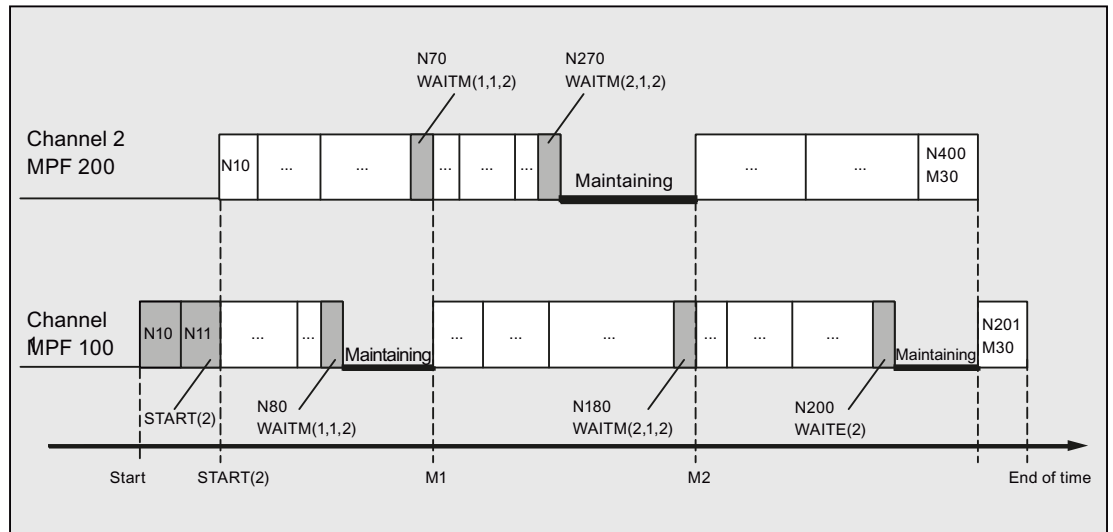 N70
WAITM(1,1,2)
N270
WAITM(2,1,2)
Channel 2
MPF 200
N10
...
...
...
...
...
Maintaining
...
...
N400
M30
Channel
1
MPF 100
N10
N11
...
...
Maintaining
...
...
...
...
...
...
Maintaining
N201
M30
START(2)
N80
WAITM(1,1,2)
N180
WAITM(2,1,2)
N200
WAITE(2)
Start
START(2)
M1
M2
End of time